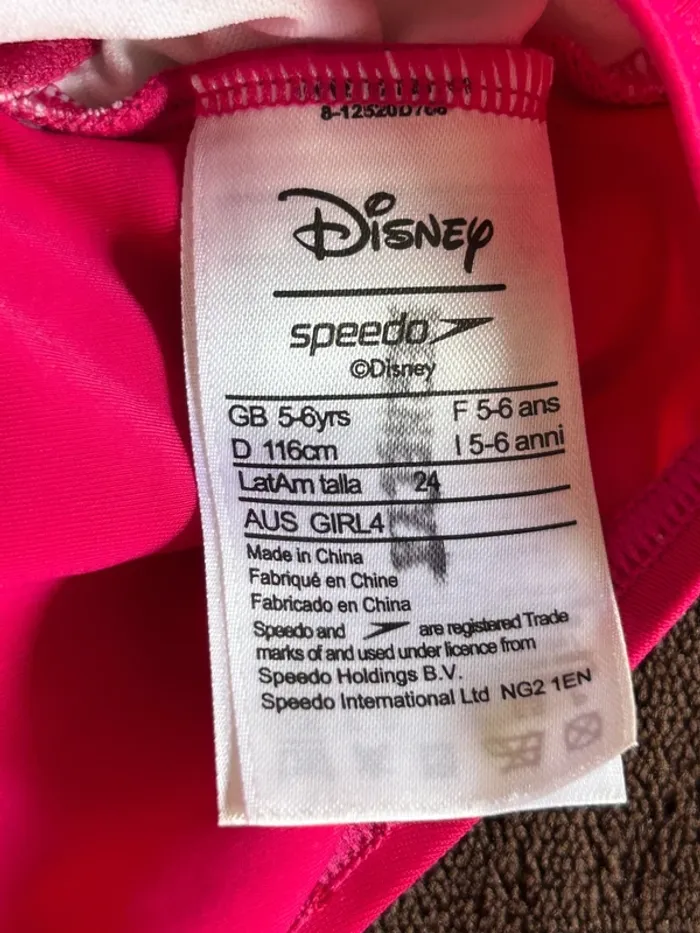 Disney
speedo
©Disney
GB 5-6yrs F 5-6 ans
D 116cm I 5-6 anni
LatAm talla 24
AUS GIRL4
Made in China
Fabriqué en Chine
Fabricado en China
Speedo and are registered Trade
marks of and used under licence from
Speedo Holdings B.V.
Speedo International Ltd NG2 1EN